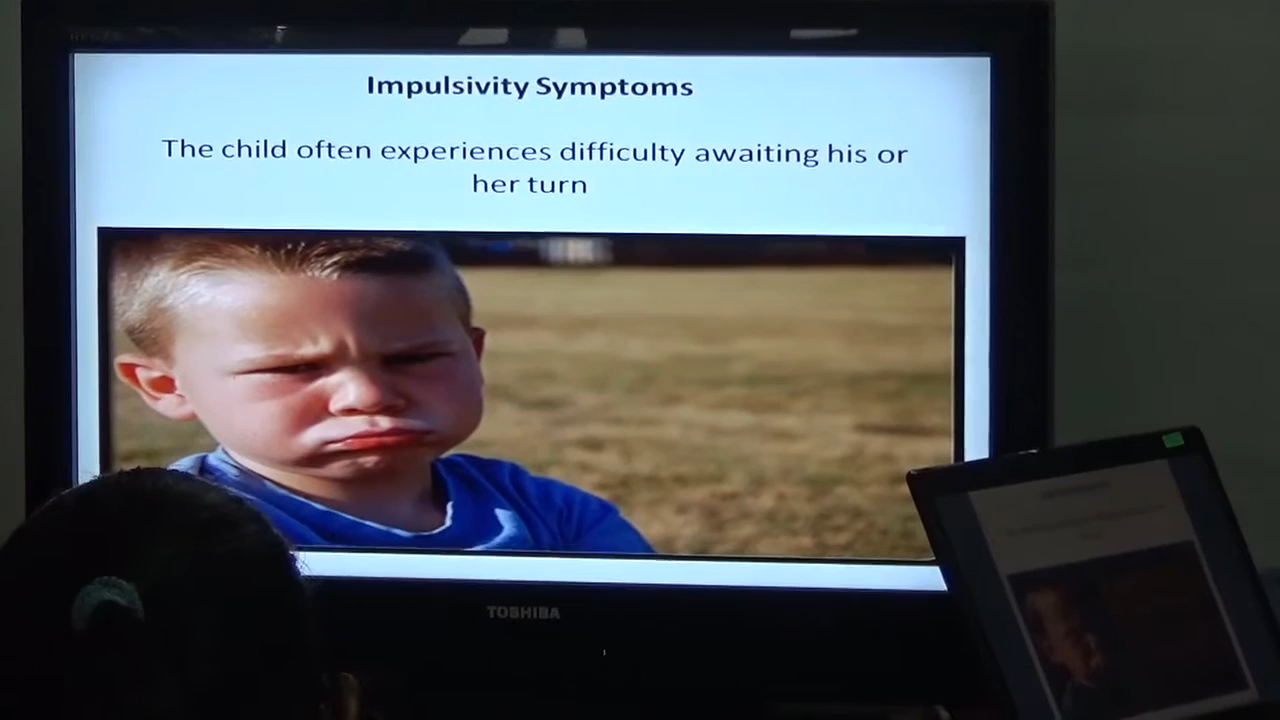 Impulsivity Symptoms
The child often experiences difficulty awaiting his or
her turn
TOSHIBA